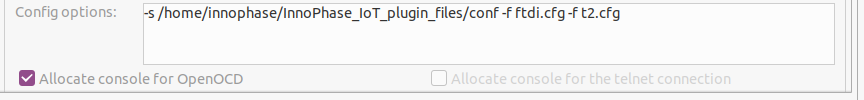 Config options:
-s /home/innophase/InnoPhase_IoT_plugin_files/conf -f ftdi.cfg -f t2.cfg
Allocate console for OpenOCD
Allocate console for the telnet connection